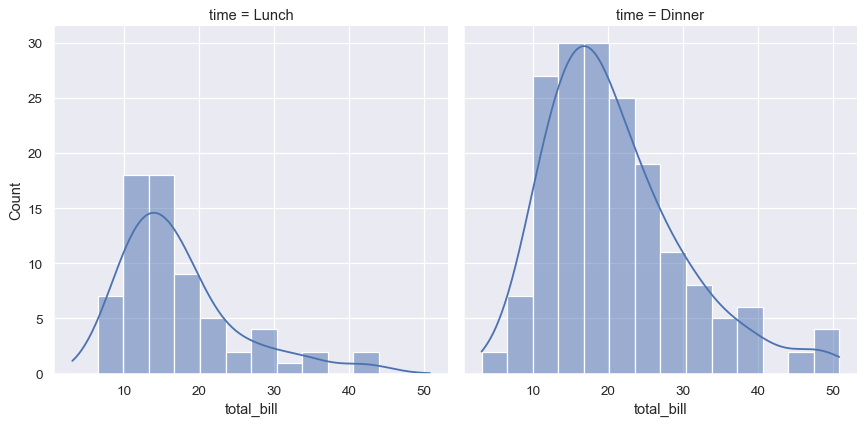 time = Lunch
time = Dinner
30
25
20
15
10
5
0
Count
10 20 30 40 50
10 20 30 40 50
total_bill
total_bill